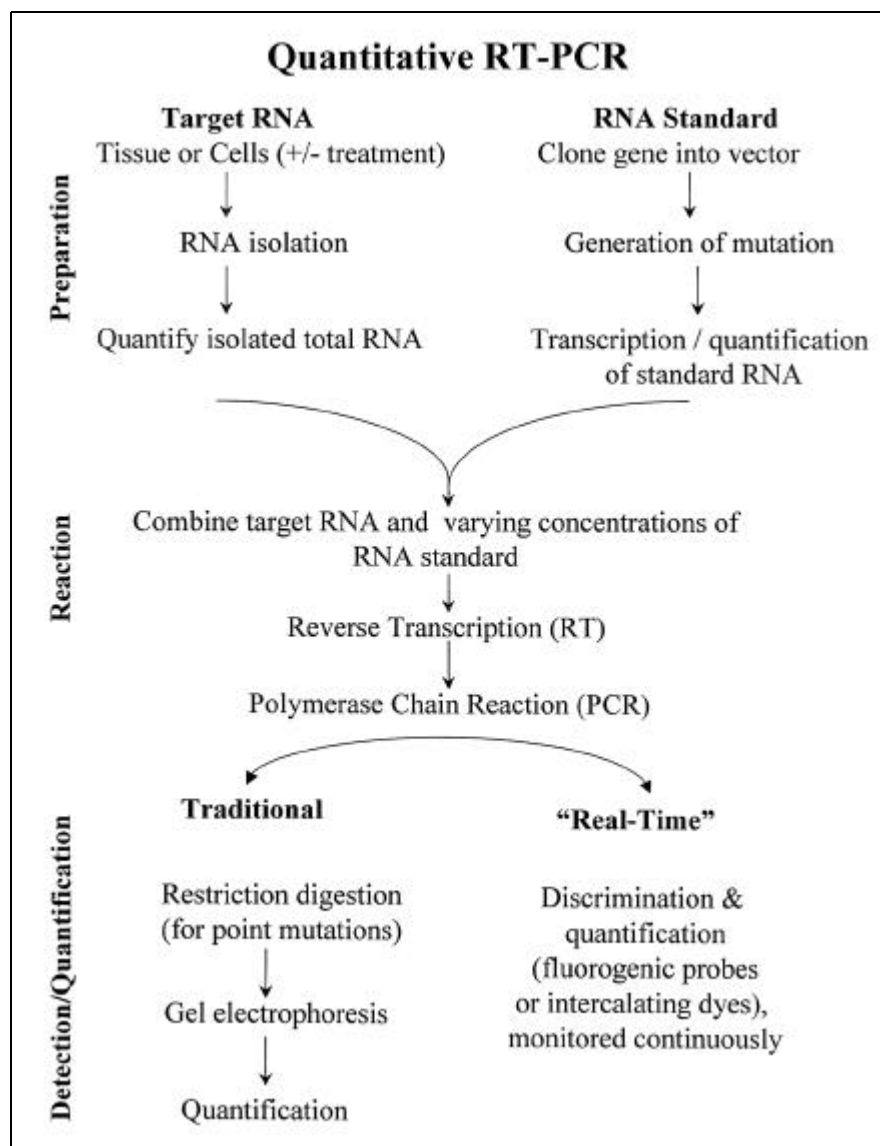 Quantitative RT-PCR
Target RNA
Tissue or Cells (+/- treatment)
RNA isolation
Quantify isolated total RNA
RNA Standard
Clone gene into vector
Generation of mutation
Transcription / quantification
of standard RNA
Preparation
Combine target RNA and varying concentrations of
RNA standard
Reverse Transcription (RT)
Polymerase Chain Reaction (PCR)
Reaction
Traditional
Restriction digestion
(for point mutations)
Gel electrophoresis
Quantification
“Real-Time”
Discrimination &
quantification
(fluorogenic probes
or intercalating dyes),
monitored continuously
Detection/Quantification